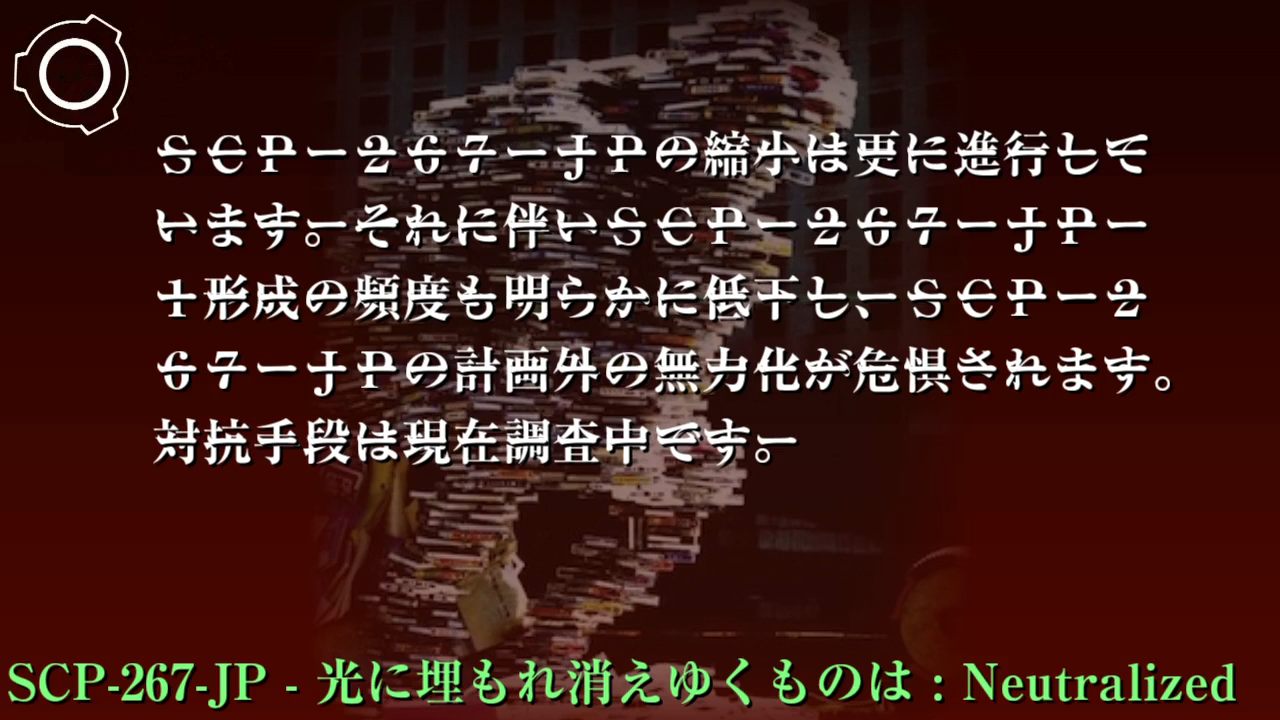 SCP-267-JPの縮小は更に進行して
います。それに伴いSCP-267-JP-
1形成の頻度も明らかに低下し、SCP-2
67-JPの計画外の無力化が危惧されます。
対抗手段は現在調査中です。
SCP-267-JP - 光に埋もれ消えゆくものは : Neutralized